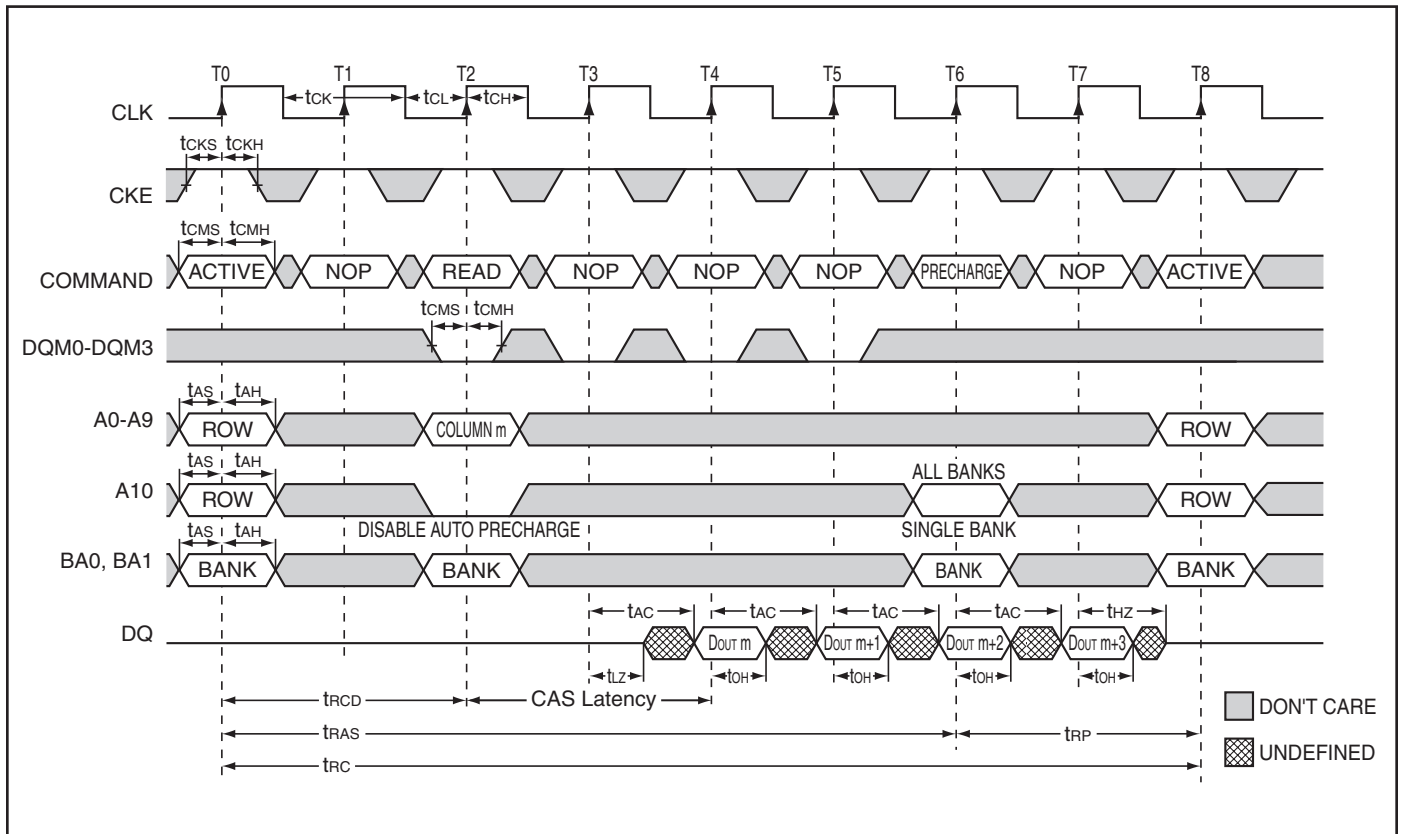 T0 T1 T2 T3 T4 T5 T6 T7 T8
CLK
tCK tCL tCH
tCKS tCKH
CKE
tCMS tCMH
COMMAND ACTIVE NOP READ NOP NOP NOP PRECHARGE NOP ACTIVE
tCMS tCMH
DQM0-DQM3
tAS tAH
A0-A9 ROW COLUMN m ROW
tAS tAH ALL BANKS
A10 ROW ROW
DISABLE AUTO PRECHARGE SINGLE BANK
tAS tAH
BA0, BA1 BANK BANK BANK BANK
tAC tAC tAC tAC tHZ
DQ DOUT m DOUT m+1 DOUT m+2 DOUT m+3
tLZ tOH tOH tOH tOH
tRCD CAS Latency
DON'T CARE
tRAS tRP
UNDEFINED
tRC